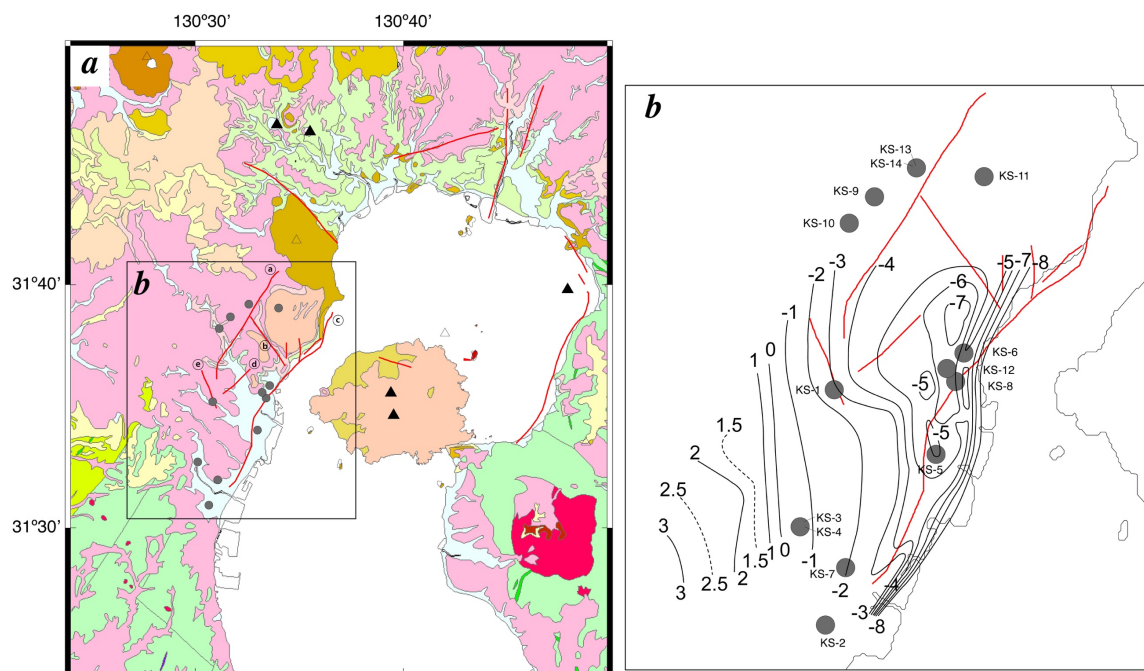 130°30' 130°40'
a
31°40'
b
a
c
b
e
d
31°30'
b
KS-13
KS-14
KS-11
KS-9
KS-10
-2 -3 -4 -5 -7 -8
-6
-7
-1
0
1
KS-6
KS-12
KS-8
KS-1
-5
1.5
-5
2
KS-5
2.5
KS-3
KS-4
3
1.5 1 0
-1
KS-7
2.5 2
-2
-4
3
-3
-8
KS-2